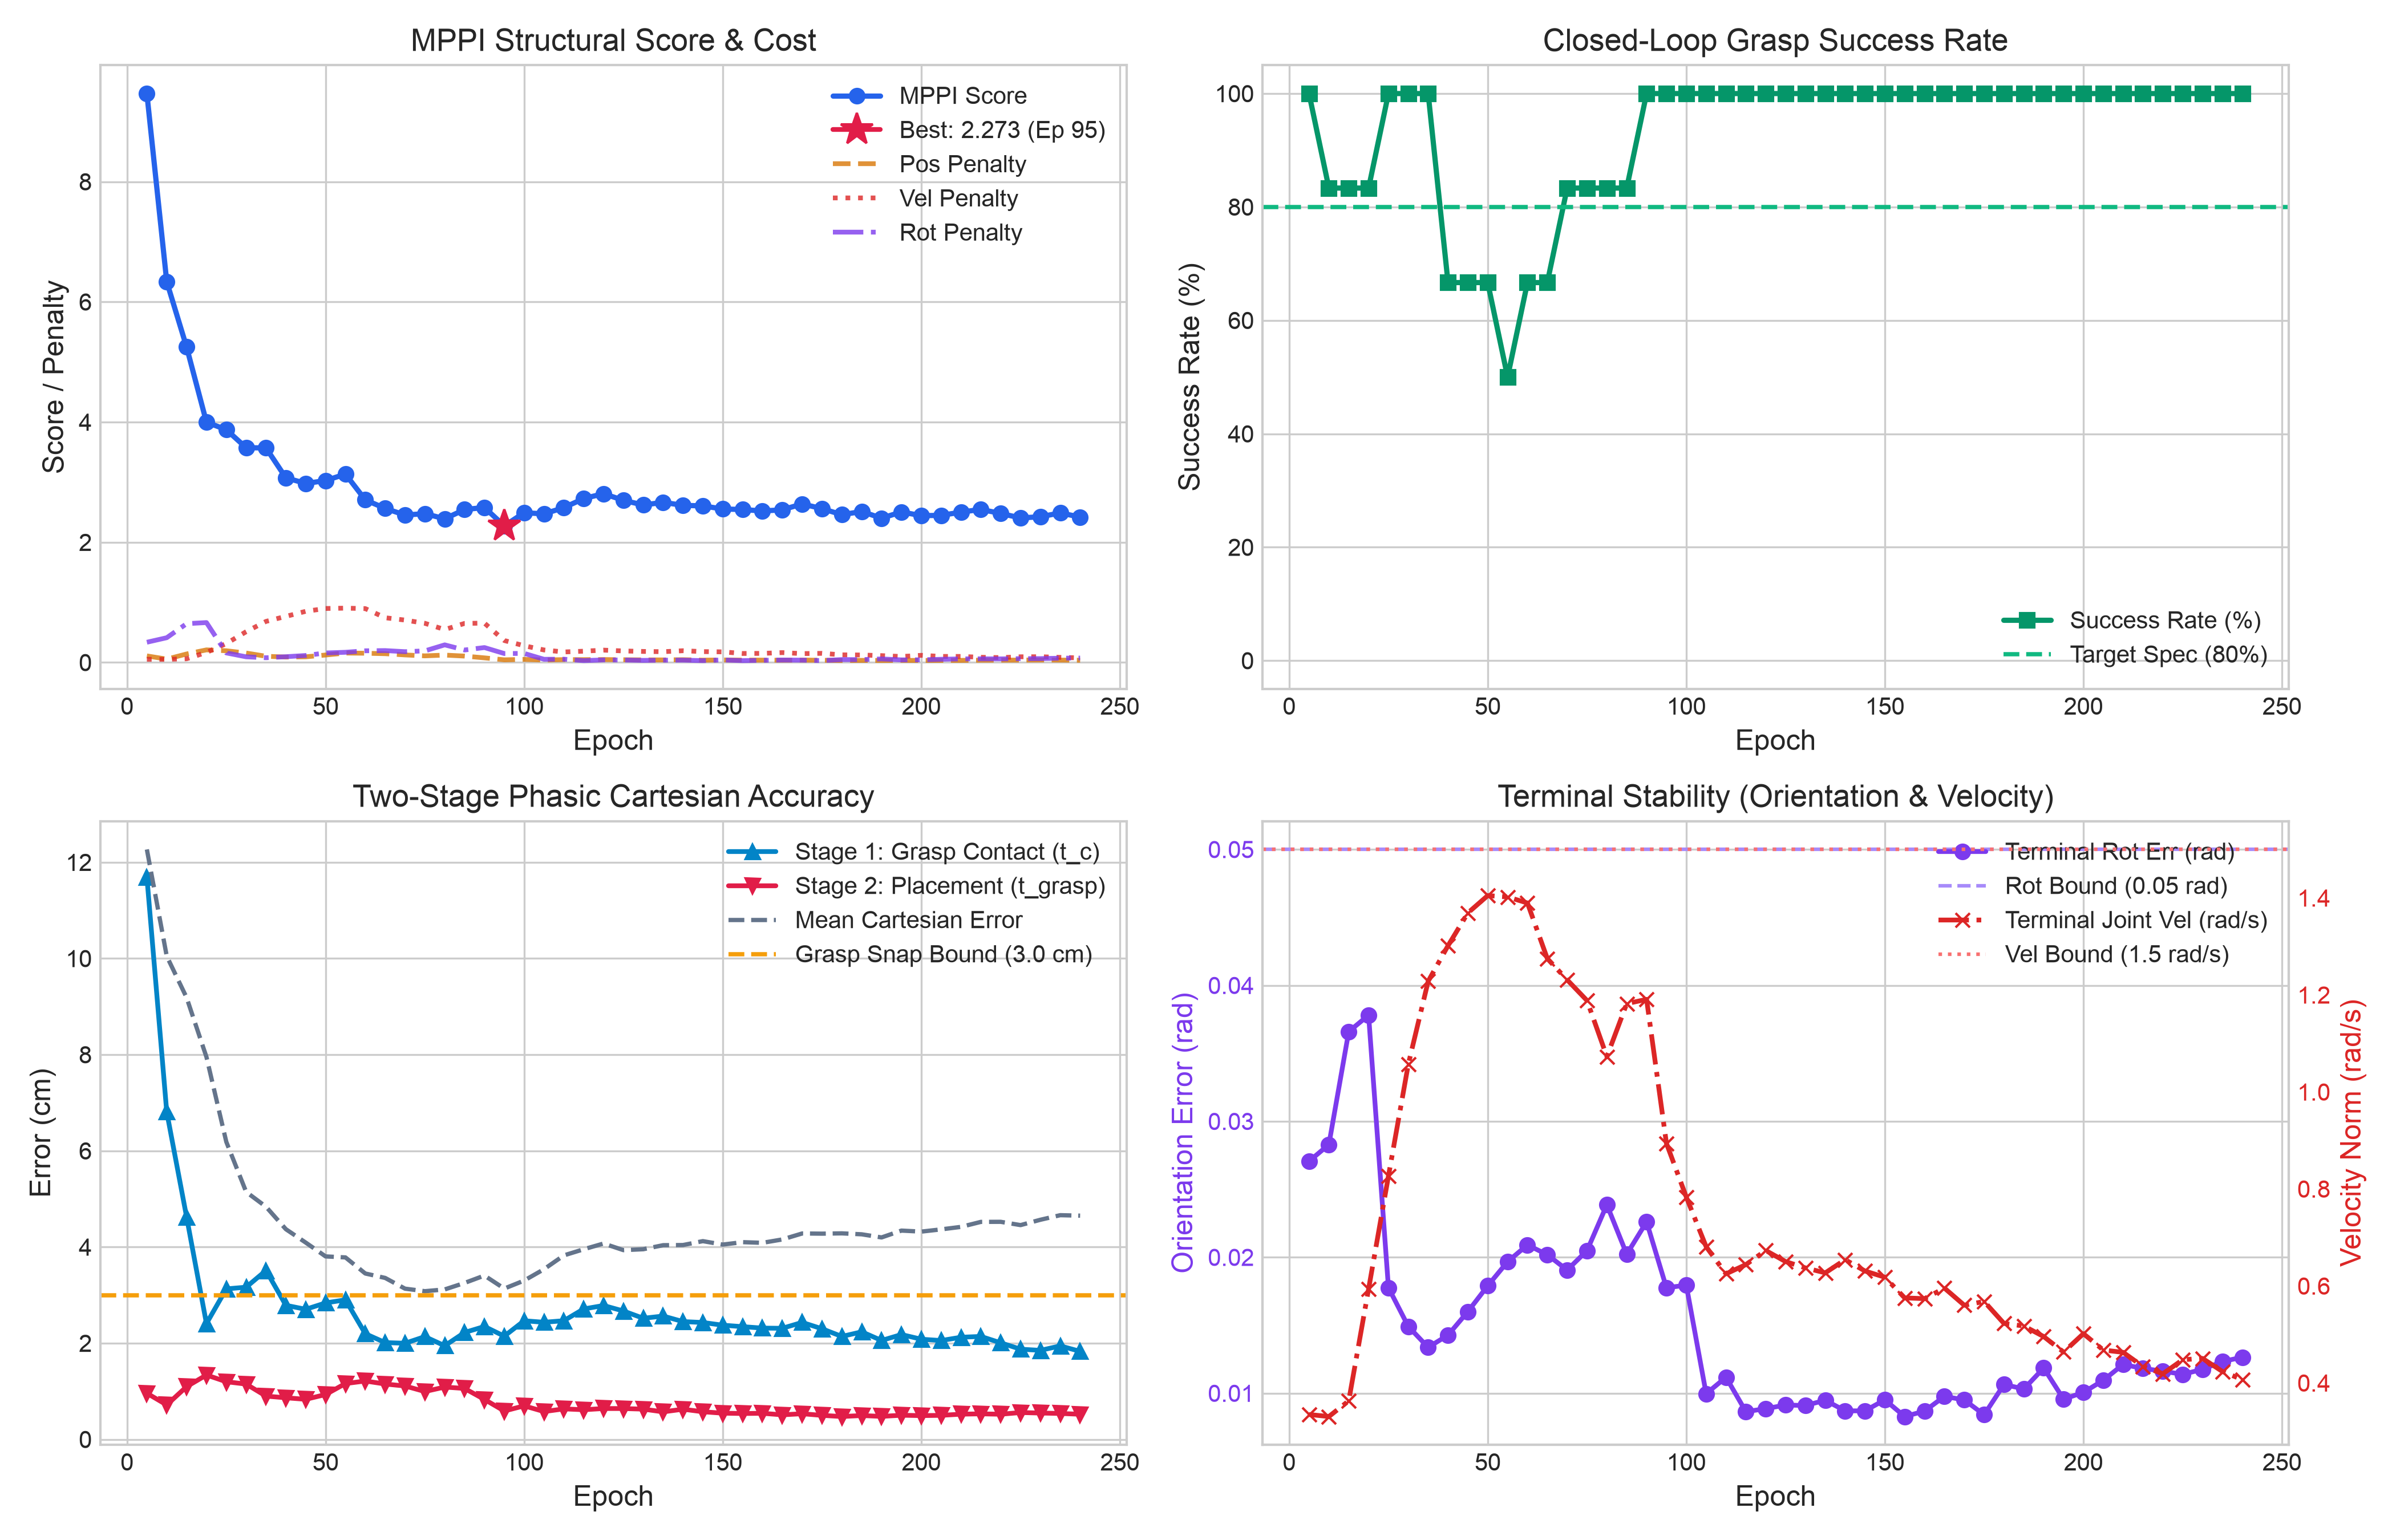 MPPI Structural Score & Cost
Score / Penalty
8
6
4
2
0
MPPI Score
Best: 2.273 (Ep 95)
Pos Penalty
Vel Penalty
Rot Penalty
0 50 100 150 200 250
Epoch
Closed-Loop Grasp Success Rate
Success Rate (%)
100
80
60
40
20
0
Success Rate (%)
Target Spec (80%)
0 50 100 150 200 250
Epoch
Two-Stage Phasic Cartesian Accuracy
Error (cm)
12
10
8
6
4
2
0
Stage 1: Grasp Contact (t_c)
Stage 2: Placement (t_grasp)
Mean Cartesian Error
Grasp Snap Bound (3.0 cm)
0 50 100 150 200 250
Epoch
Terminal Stability (Orientation & Velocity)
Orientation Error (rad)
0.05
0.04
0.03
0.02
0.01
Terminal Rot Err (rad)
Rot Bound (0.05 rad)
Terminal Joint Vel (rad/s)
Vel Bound (1.5 rad/s)
1.4
1.2
1.0
0.8
0.6
0.4
Velocity Norm (rad/s)
0 50 100 150 200 250
Epoch